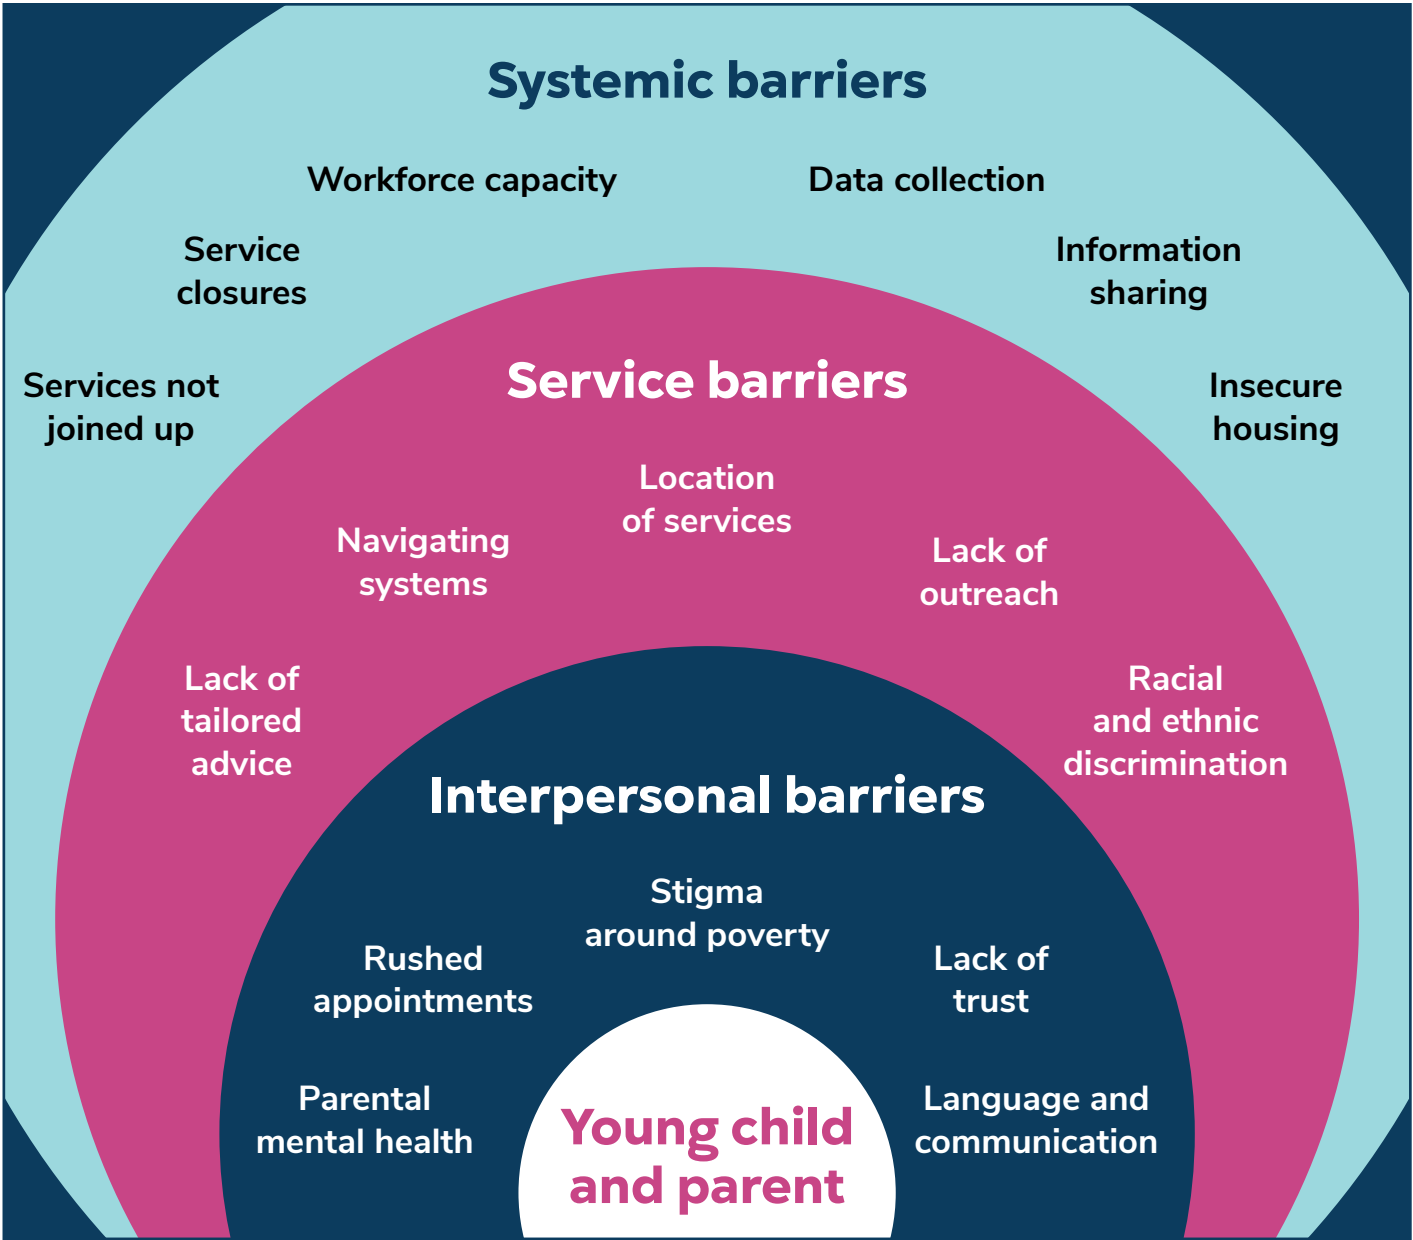 Systemic barriers
Workforce capacity
Data collection
Service
closures
Information
sharing
Services not
joined up
Insecure
housing
Service barriers
Location
of services
Navigating
systems
Lack of
outreach
Lack of
tailored
advice
Racial
and ethnic
discrimination
Interpersonal barriers
Stigma
around poverty
Rushed
appointments
Lack of
trust
Parental
mental health
Language and
communication
Young child
and parent